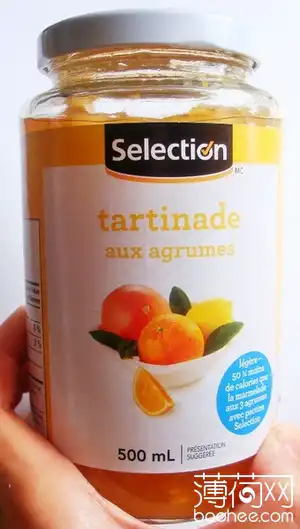 Selection
MC
tartinade
aux agrumes
légère –
50 % moins
de calories que
la marmelade
aux 3 agrumes
avec pectine
Selection
500 mL
PRÉSENTATION
SUGGÉRÉE
薄荷网
boohee.com